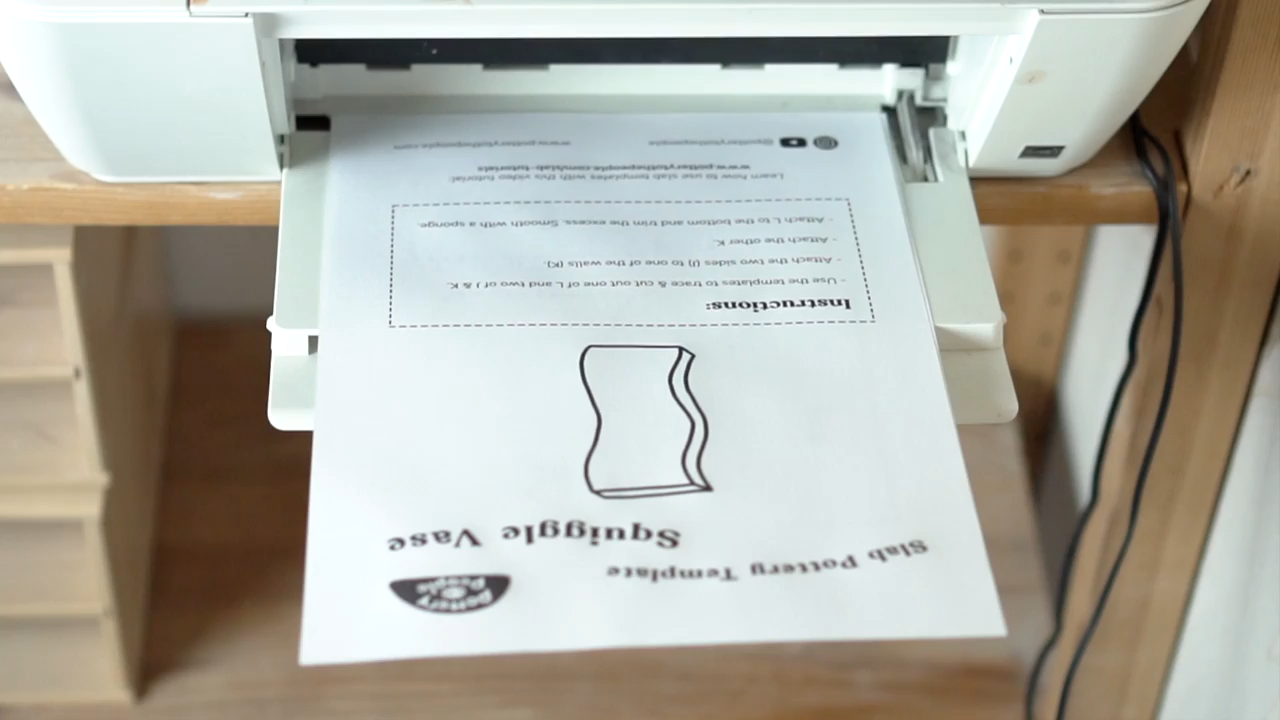 Slab Pottery Template
Pottery
People
Squiggle Vase
Instructions:
- Use the templates to trace & cut out one of L and two of J & K.
- Attach the two sides (J) to one of the walls (K).
- Attach the other K.
- Attach L to the bottom and trim the excess. Smooth with a sponge.
Learn how to use slab templates with this video tutorial:
www.potterytothepeople.com/slab-tutorials
@potterytothepeople www.potterytothepeople.com